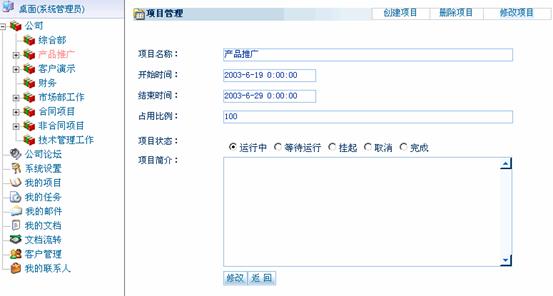 桌面(系统管理员)
公司
综合部
产品推广
客户演示
财务
市场部工作
合同项目
非合同项目
技术管理工作
公司论坛
系统设置
我的项目
我的任务
我的邮件
我的文档
文档流转
客户管理
我的联系人
项目管理
创建项目 删除项目 修改项目
项目名称： 产品推广
开始时间： 2003-6-19 0:00:00
结束时间： 2003-6-29 0:00:00
占用比例： 100
项目状态： 运行中 等待运行 挂起 取消 完成
项目简介：
修改 返回